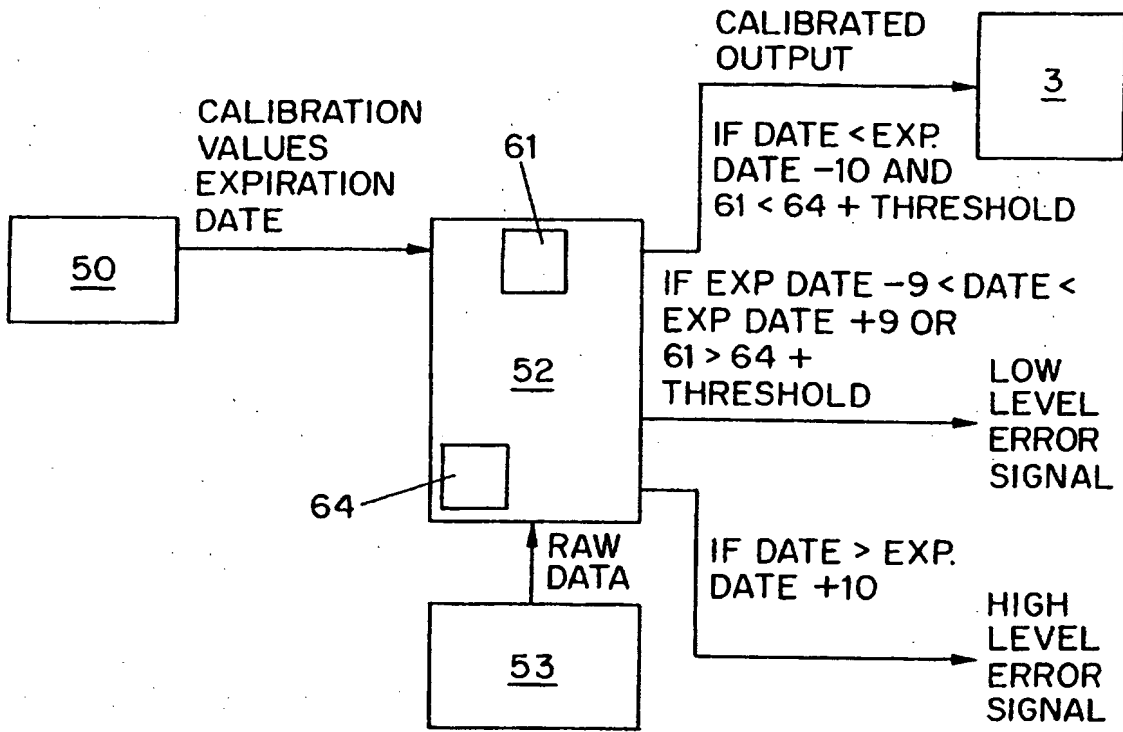 CALIBRATED
OUTPUT
3
CALIBRATION
VALUES
EXPIRATION
DATE
61
IF DATE < EXP.
DATE -10 AND
61 < 64 + THRESHOLD
50
IF EXP DATE -9 < DATE <
EXP DATE +9 OR
61 > 64 +
THRESHOLD
52
LOW
LEVEL
ERROR
SIGNAL
64
RAW
DATA
IF DATE > EXP.
DATE +10
53
HIGH
LEVEL
ERROR
SIGNAL